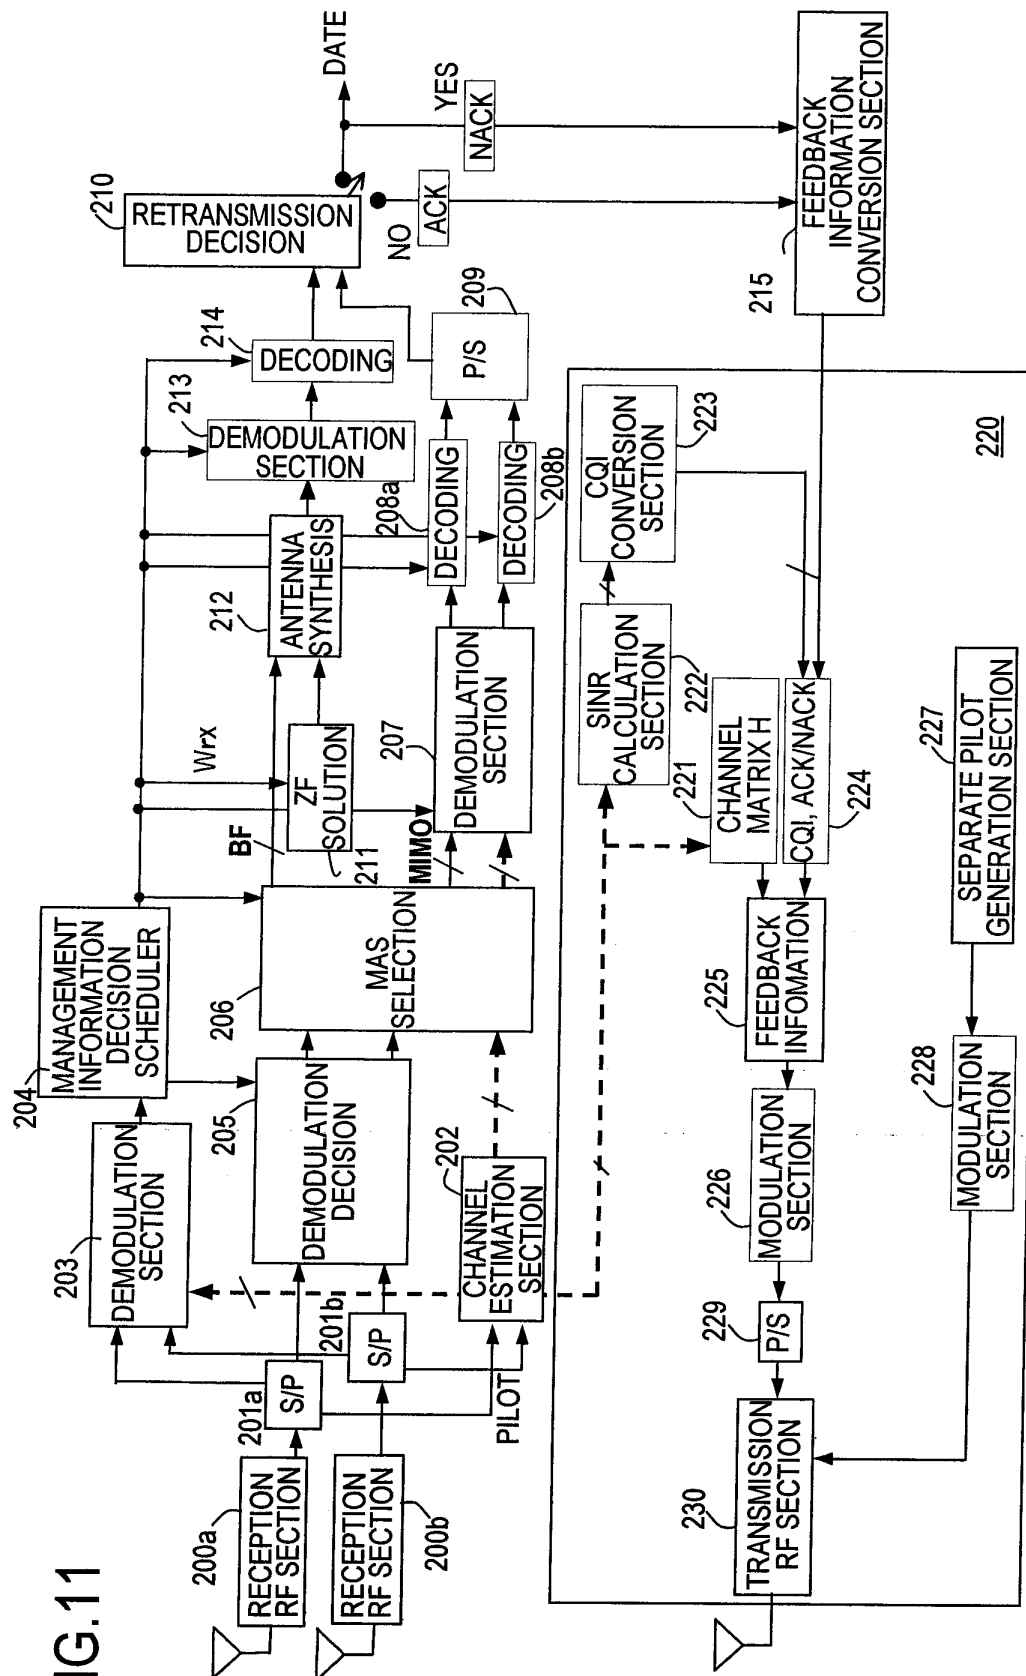 IG.11
200a
RECEPTION
RF SECTION
RECEPTION
RF SECTION
200b
201a
S/P
201b
S/P
PILOT
203
DEMODULATION
SECTION
204
MANAGEMENT
INFORMATION
DECISION
SCHEDULER
205
DEMODULATION
DECISION
202
CHANNEL
ESTIMATION
SECTION
206
MAS
SELECTION
BF
Wrx
ZF
SOLUTION
211
MIMO
207
DEMODULATION
SECTION
212
ANTENNA
SYNTHESIS
213
DEMODULATION
SECTION
214
DECODING
208a
DECODING
DECODING
208b
209
P/S
210
RETRANSMISSION
DECISION
DATE
NO
ACK
YES
NACK
FEEDBACK
INFORMATION
CONVERSION SECTION
215
220
CQI
CONVERSION
SECTION
223
SINR
CALCULATION
SECTION
222
221
CHANNEL
MATRIX H
CQI, ACK/NACK
224
FEEDBACK
INFOMATION
225
226
MODULATION
SECTION
229
P/S
230
TRANSMISSION
RF SECTION
227
SEPARATE PILOT
GENERATION SECTION
228
MODULATION
SECTION